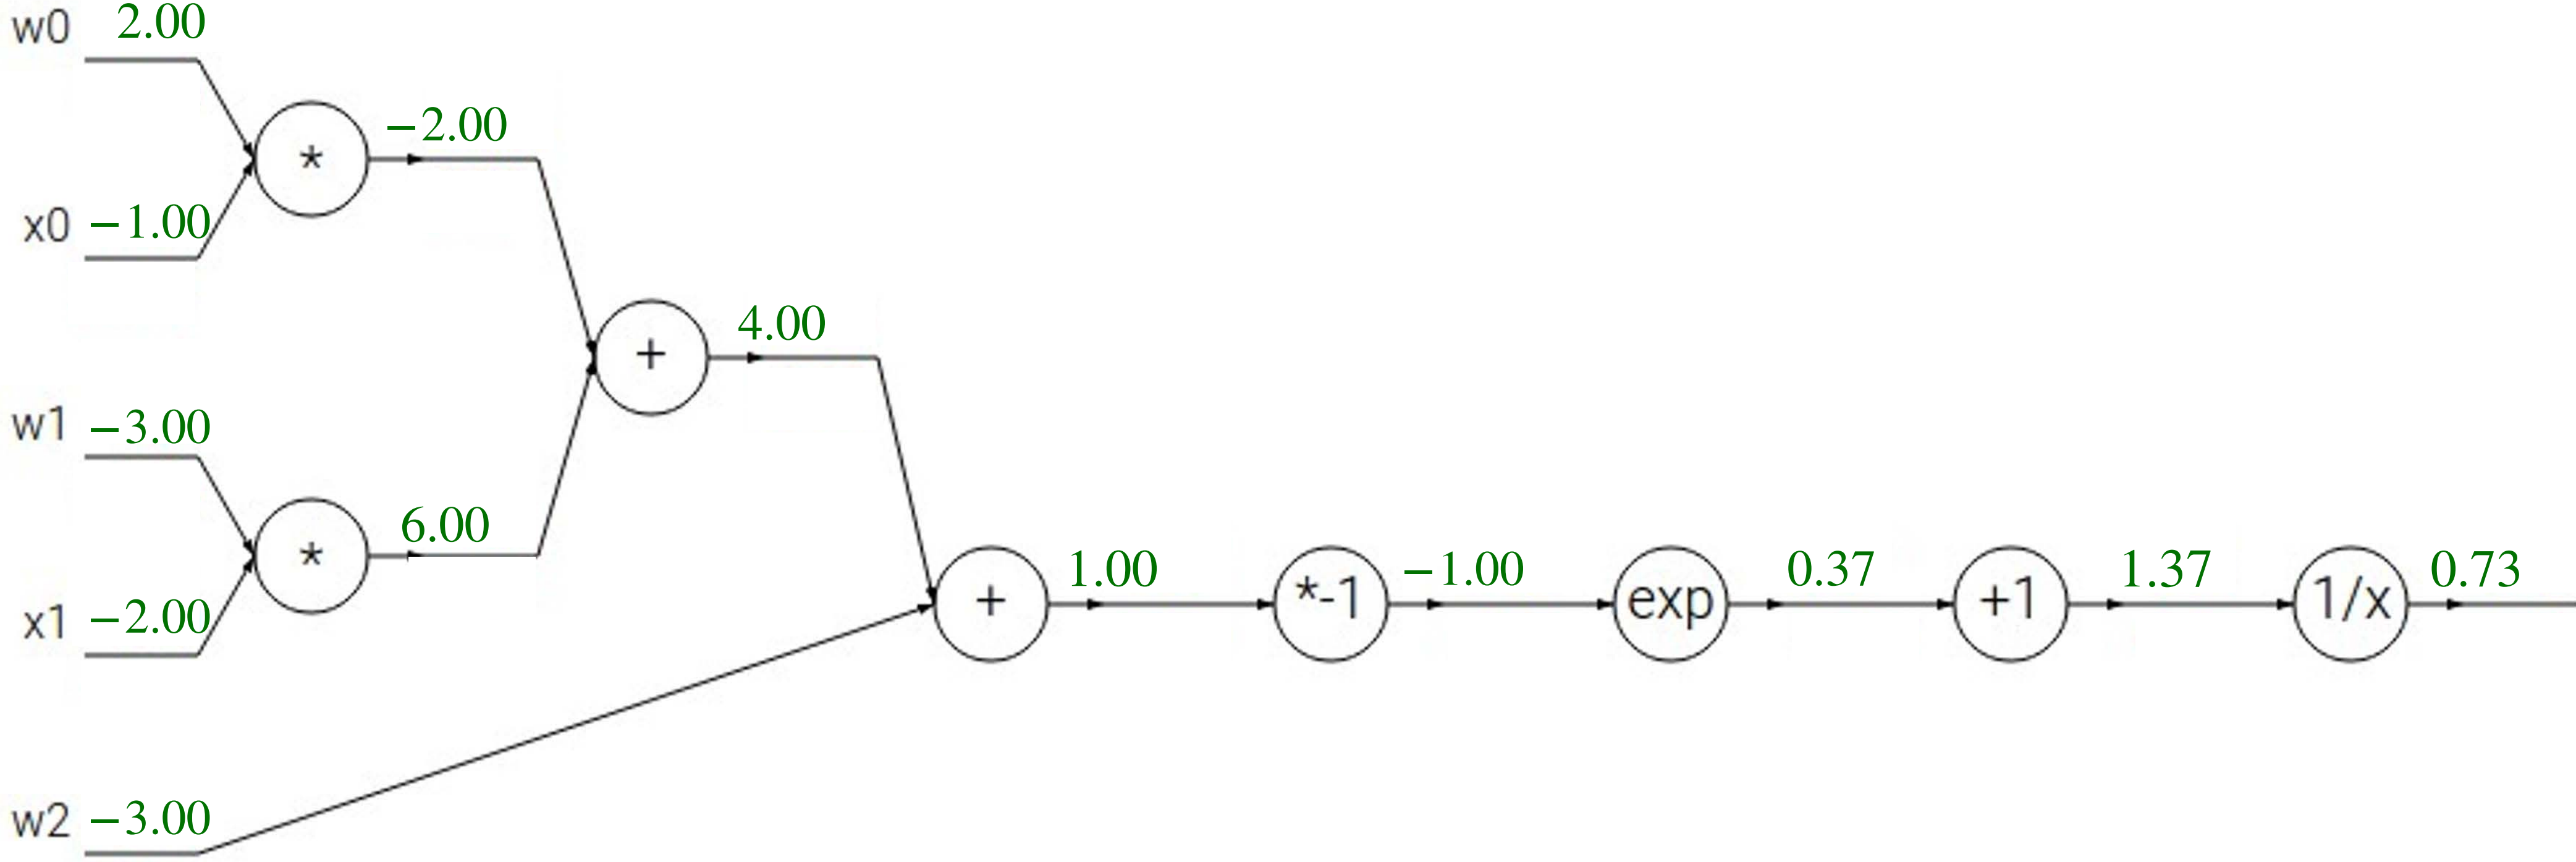 w0 2.00
* −2.00
x0 −1.00
+ 4.00
w1 −3.00
* 6.00
+ 1.00 *-1 −1.00 exp 0.37 +1 1.37 1/x 0.73
x1 −2.00
w2 −3.00